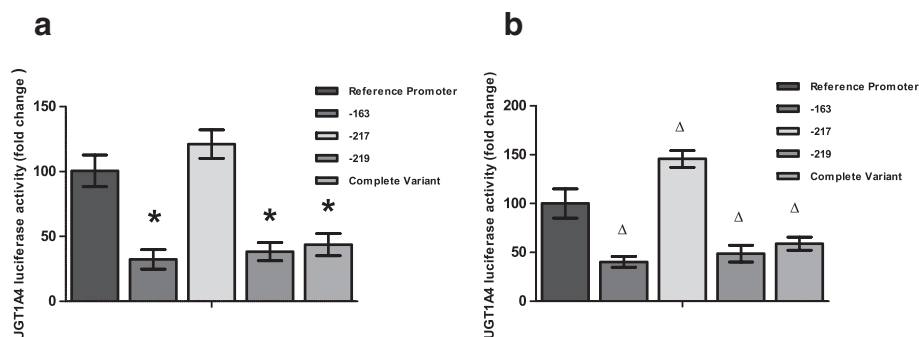 a
UGT1A4 luciferase activity (fold change )
150
100
50
0
*
*
*
Reference Promoter
-163
-217
-219
Complete Variant
b
UGT1A4 luciferase activity (fold change)
200
150
100
50
0
Δ
Δ
Δ
Δ
Reference Promoter
-163
-217
-219
Complete Variant